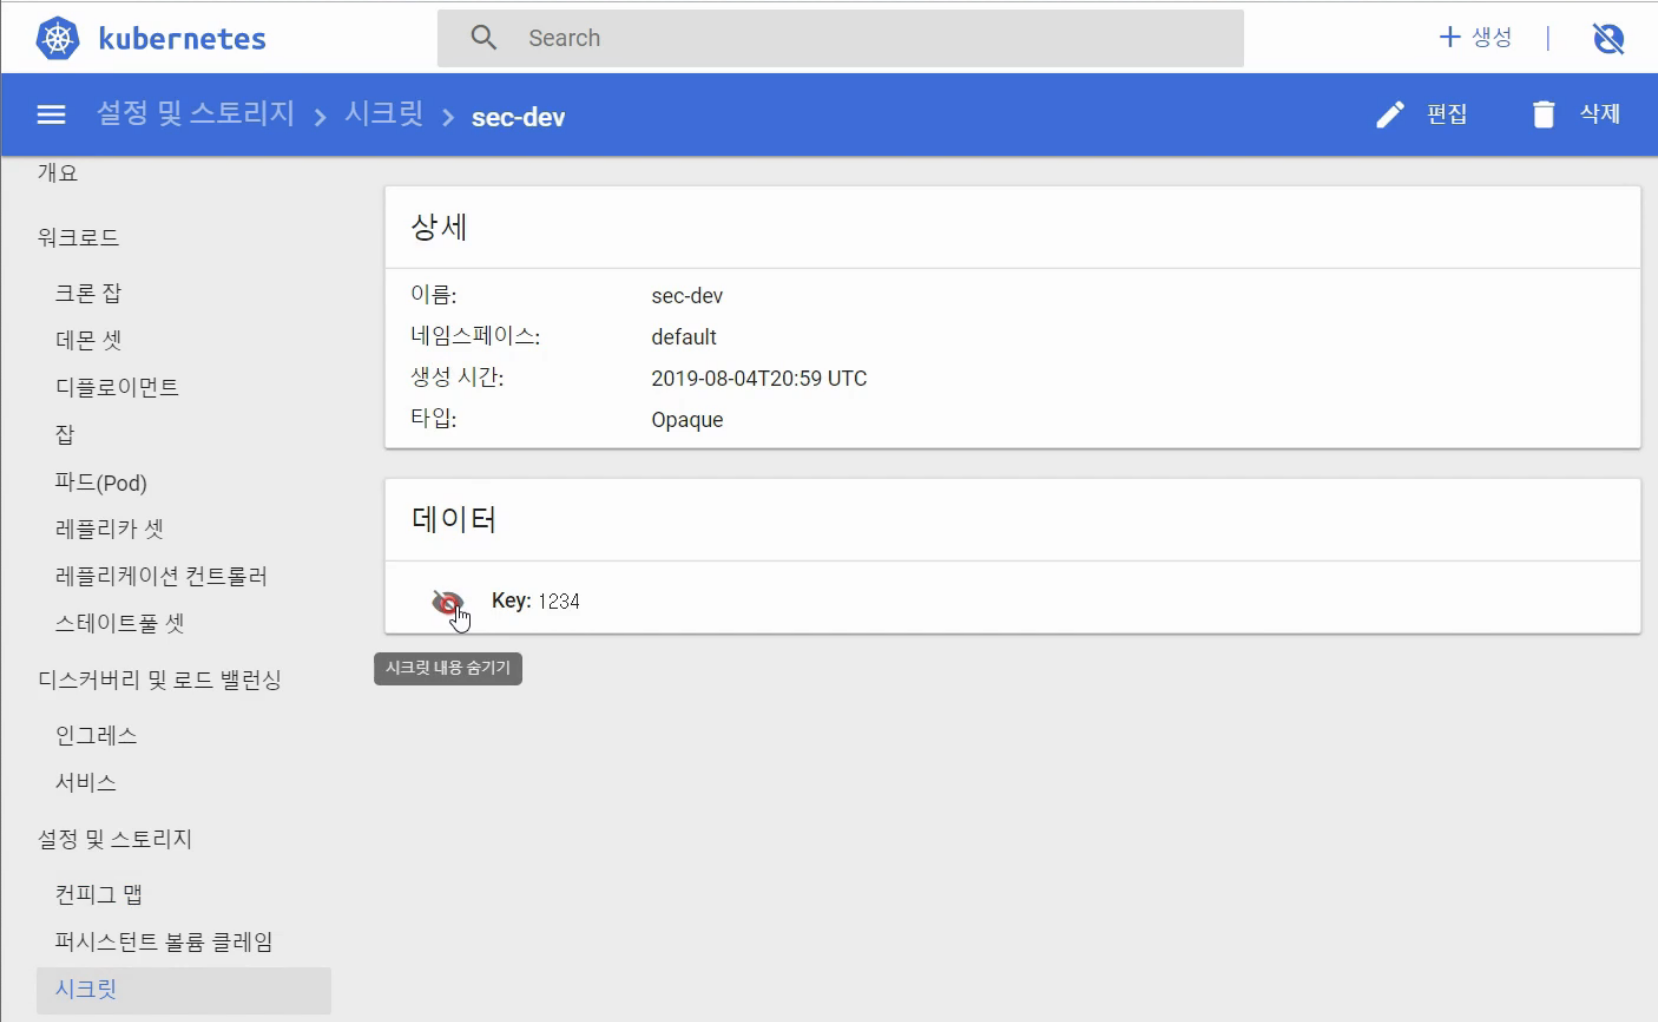 kubernetes
Search
생성
설정 및 스토리지 > 시크릿 > sec-dev
편집
삭제
개요
워크로드
크론 잡
데몬 셋
디플로이먼트
잡
파드(Pod)
레플리카 셋
레플리케이션 컨트롤러
스테이트풀 셋
디스커버리 및 로드 밸런싱
인그레스
서비스
설정 및 스토리지
컨피그 맵
퍼시스턴트 볼륨 클레임
시크릿
상세
이름: sec-dev
네임스페이스: default
생성 시간: 2019-08-04T20:59 UTC
타입: Opaque
데이터
Key: 1234
시크릿 내용 숨기기